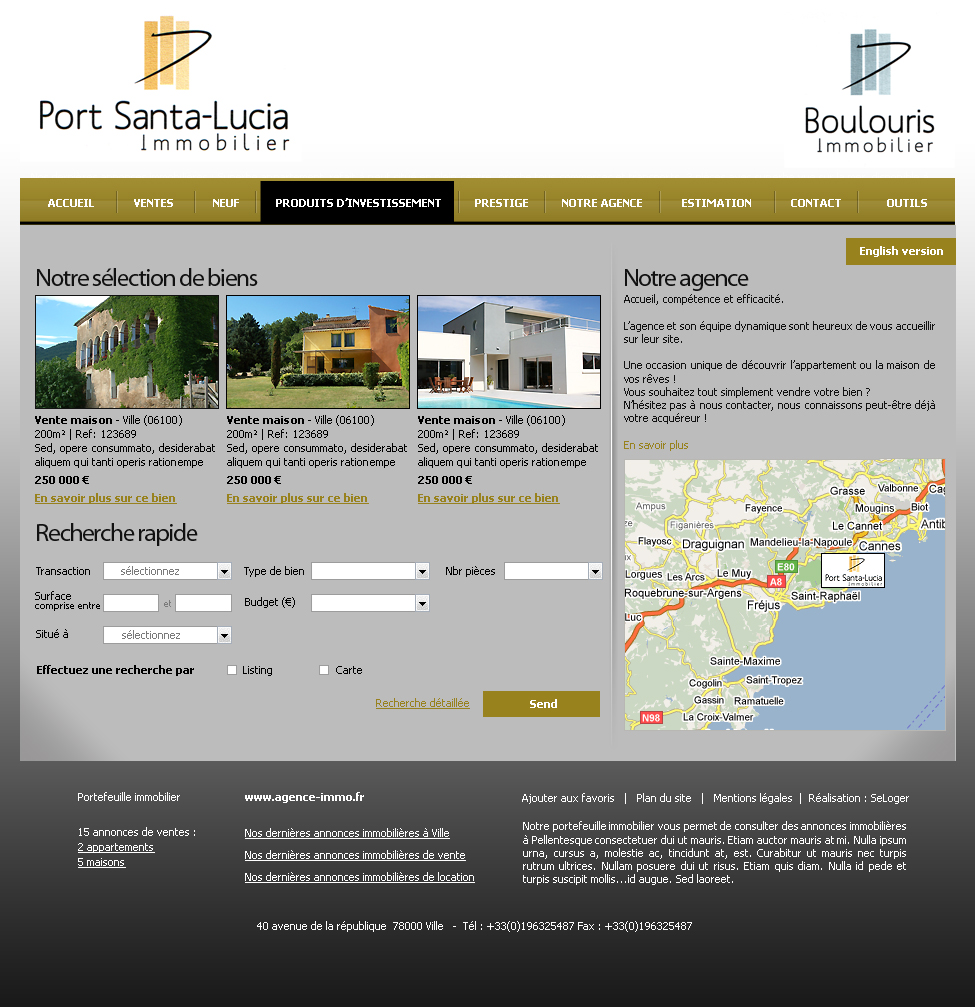 Port Santa-Lucia
Immobilier
Boulouris
Immobilier
ACCUEIL
VENTES
NEUF
PRODUITS D'INVESTISSEMENT
PRESTIGE
NOTRE AGENCE
ESTIMATION
CONTACT
OUTILS
English version
Notre sélection de biens
Vente maison - Ville (06100)
200m² | Ref: 123689
Sed, opere consummato, desiderabat
aliquem qui tanti operis rationempe
250 000 €
En savoir plus sur ce bien
Vente maison - Ville (06100)
200m² | Ref: 123689
Sed, opere consummato, desiderabat
aliquem qui tanti operis rationempe
250 000 €
En savoir plus sur ce bien
Vente maison - Ville (06100)
200m² | Ref: 123689
Sed, opere consummato, desiderabat
aliquem qui tanti operis rationempe
250 000 €
En savoir plus sur ce bien
Recherche rapide
Transaction
sélectionnez
Type de bien
Nbr pièces
Surface
comprise entre
et
Budget (€)
Situé à
sélectionnez
Effectuez une recherche par
Listing
Carte
Recherche détaillée
Send
Notre agence
Accueil, compétence et efficacité.
L'agence et son équipe dynamique sont heureux de vous accueillir
sur leur site.
Une occasion unique de découvrir l'appartement ou la maison de
vos rêves !
Vous souhaitez tout simplement vendre votre bien ?
N'hésitez pas à nous contacter, nous connaissons peut-être déjà
votre acquéreur !
En savoir plus
Grasse
Valbonne
Cag
Ampus
Fayence
Mougins
Biot
Figanières
Le Cannet
Antib
Flayosc
Draguignan
Mandelieu-la-Napoule
Cannes
E80
Lorgues
Les Arcs
Le Muy
A8
Port Santa-Lucia
Immobilier
Roquebrune-sur-Argens
Saint-Raphaël
Fréjus
Luc
Sainte-Maxime
Cogolin
Saint-Tropez
Gassin
Ramatuelle
N98
La Croix-Valmer
Portefeuille immobilier
15 annonces de ventes :
2 appartements
5 maisons
www.agence-immo.fr
Nos dernières annonces immobilières à Ville
Nos dernières annonces immobilières de vente
Nos dernières annonces immobilières de location
Ajouter aux favoris | Plan du site | Mentions légales | Réalisation : SeLoger
Notre portefeuille immobilier vous permet de consulter des annonces immobilières
à Pellentesque consectetuer dui ut mauris. Etiam auctor mauris at mi. Nulla ipsum
urna, cursus a, molestie ac, tincidunt at, est. Curabitur ut mauris nec turpis
rutrum ultrices. Nullam posuere dui ut risus. Etiam quis diam. Nulla id pede et
turpis suscipit mollis...id augue. Sed laoreet.
40 avenue de la république 78000 Ville - Tél : +33(0)196325487 Fax : +33(0)196325487